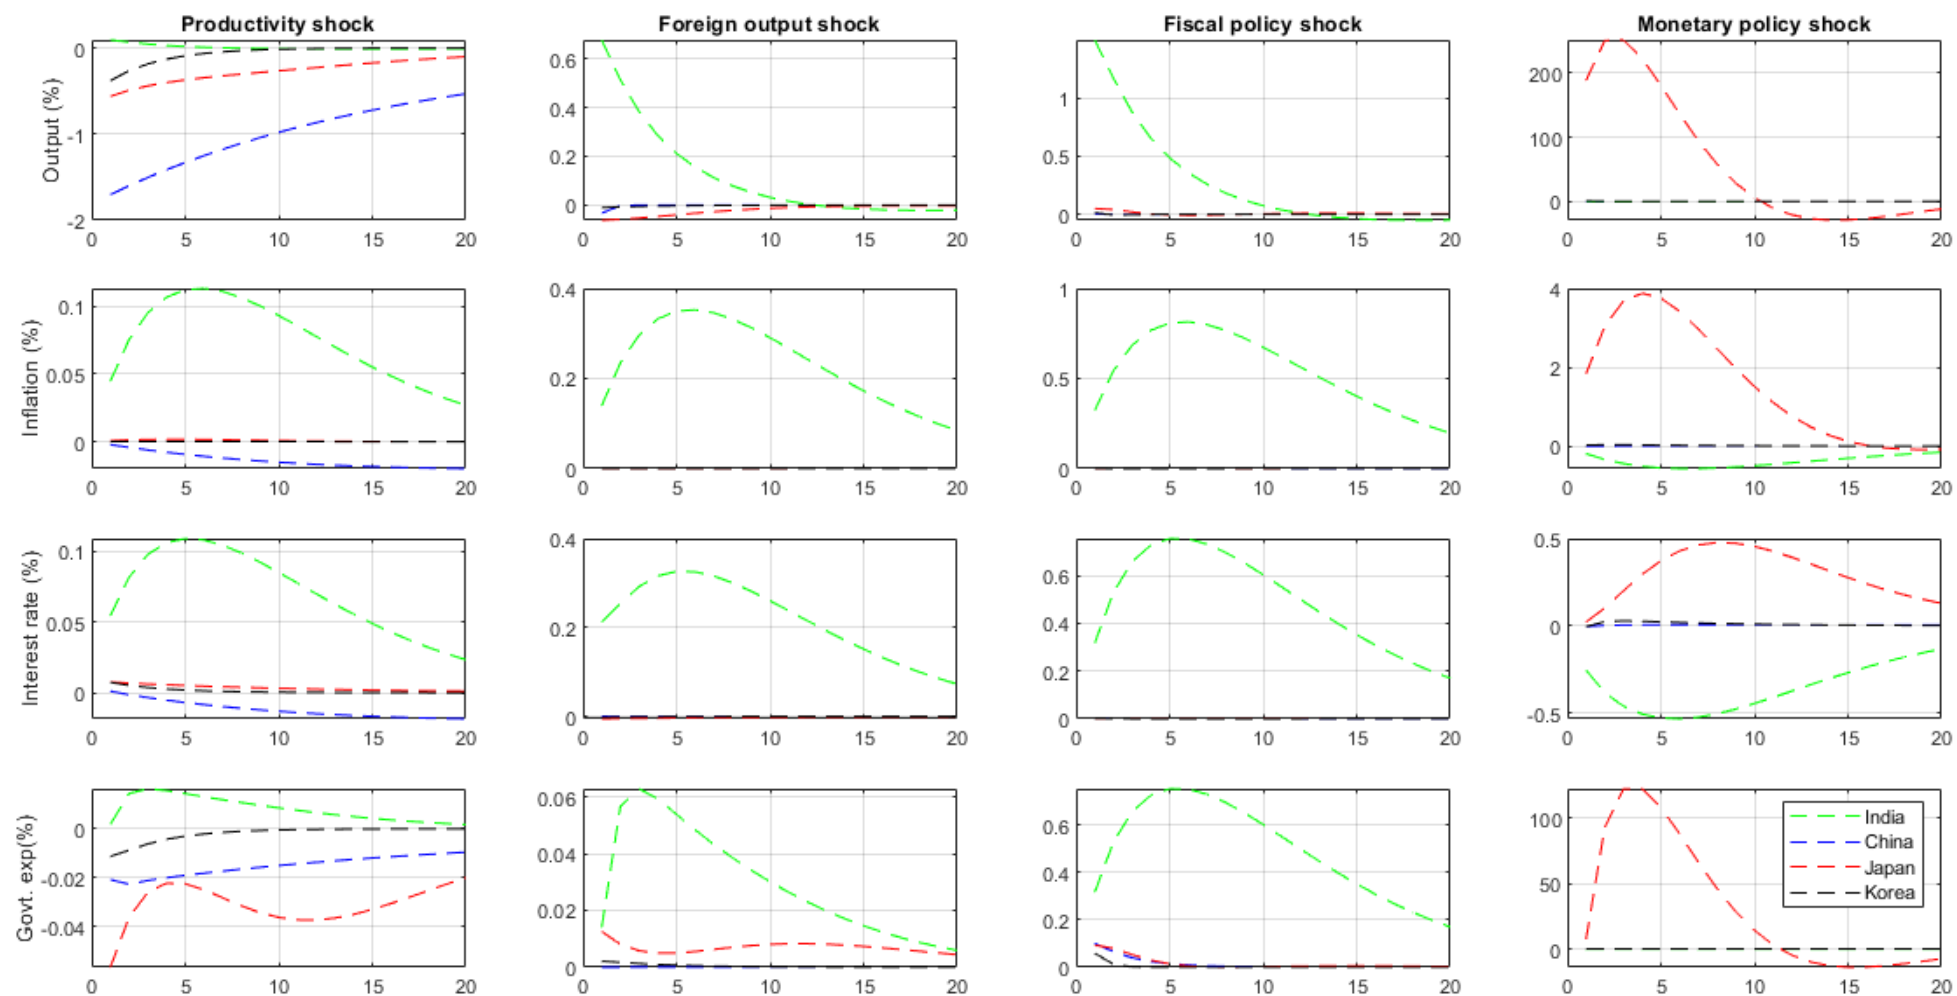 Productivity shock Foreign output shock Fiscal policy shock Monetary policy shock
Output (%)
0
-1
-2
0 5 10 15 20
0.6
0.4
0.2
0
0 5 10 15 20
1
0.5
0
0 5 10 15 20
200
100
0
0 5 10 15 20
Inflation (%)
0.1
0.05
0
0 5 10 15 20
0.4
0.2
0
0 5 10 15 20
1
0.5
0
0 5 10 15 20
4
2
0
0 5 10 15 20
Interest rate (%)
0.1
0.05
0
0 5 10 15 20
0.4
0.2
0
0 5 10 15 20
0.6
0.4
0.2
0
0 5 10 15 20
0.5
0
-0.5
0 5 10 15 20
Govt. exp(%)
0
-0.02
-0.04
0 5 10 15 20
0.06
0.04
0.02
0
0 5 10 15 20
0.6
0.4
0.2
0
0 5 10 15 20
100
50
0
0 5 10 15 20
India
China
Japan
Korea